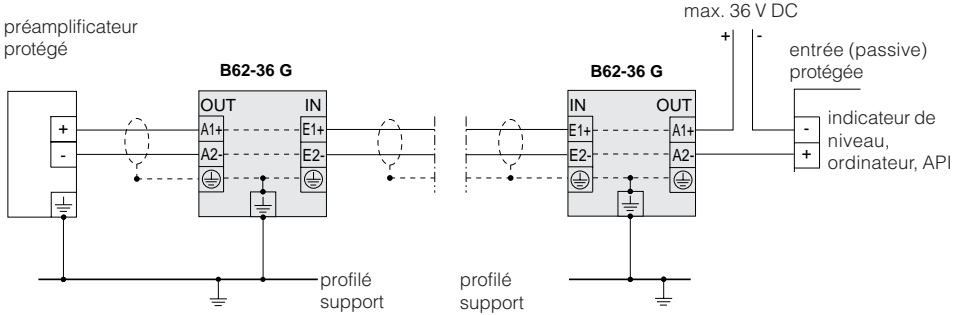 max. 36 V DC
+ -
préamplificateur
protégé
entrée (passive)
protégée
B62-36 G
B62-36 G
OUT IN
IN OUT
+ A1+ E1+
E1+ A1+ -
- A2- E2-
E2- A2- +
indicateur de
niveau,
ordinateur, API
profilé
support
profilé
support